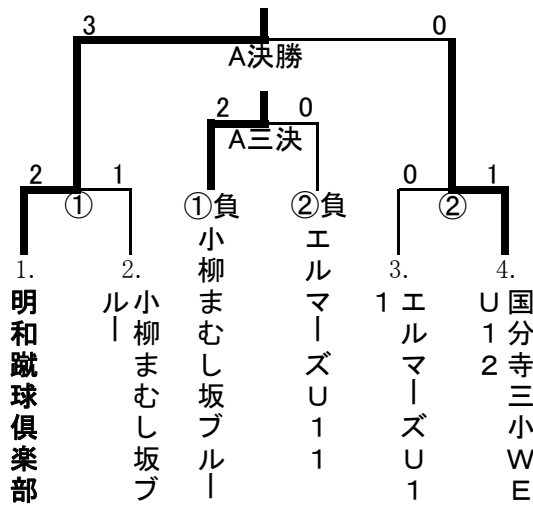 3
0
A決勝
2
0
A三決
2
1
①
①負
②負
0
②
1
1.
2.
3.
4.
明和蹴球倶楽部
小柳まむし坂ブ
ルー
小柳まむし坂ブルー
エルマーズU11
エルマーズU1
1
国分寺三小WE
U12